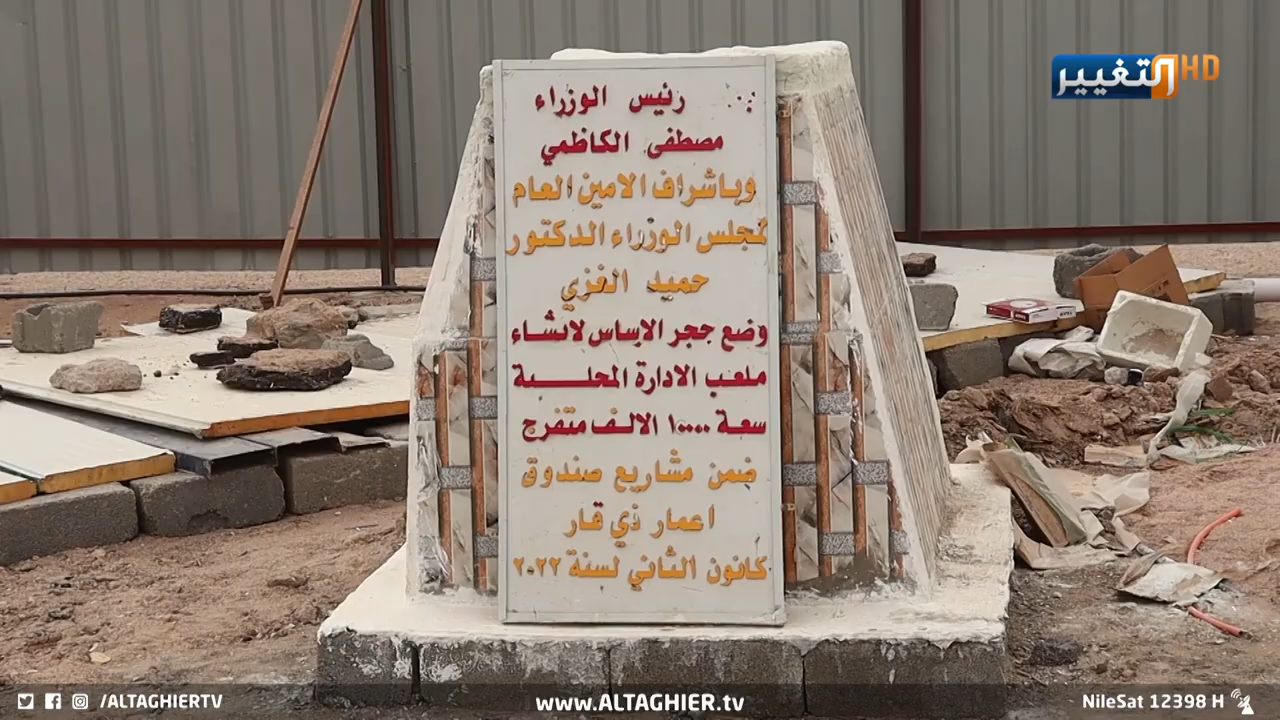 التغيير HD
رئيس الوزراء
مصطفى الكاظمي
وباشراف الامين العام
لمجلس الوزراء الدكتور
حميد الغزي
وضع حجر الاساس لانشاء
ملعب الادارة المحلية
سعة ١٠٠٠٠ الالف متفرج
ضمن مشاريع صندوق
اعمار ذي قار
كانون الثاني لسنة ٢٠٢٢
/ALTAGHIERTV
www.ALTAGHIER.tv
NileSat 12398 H